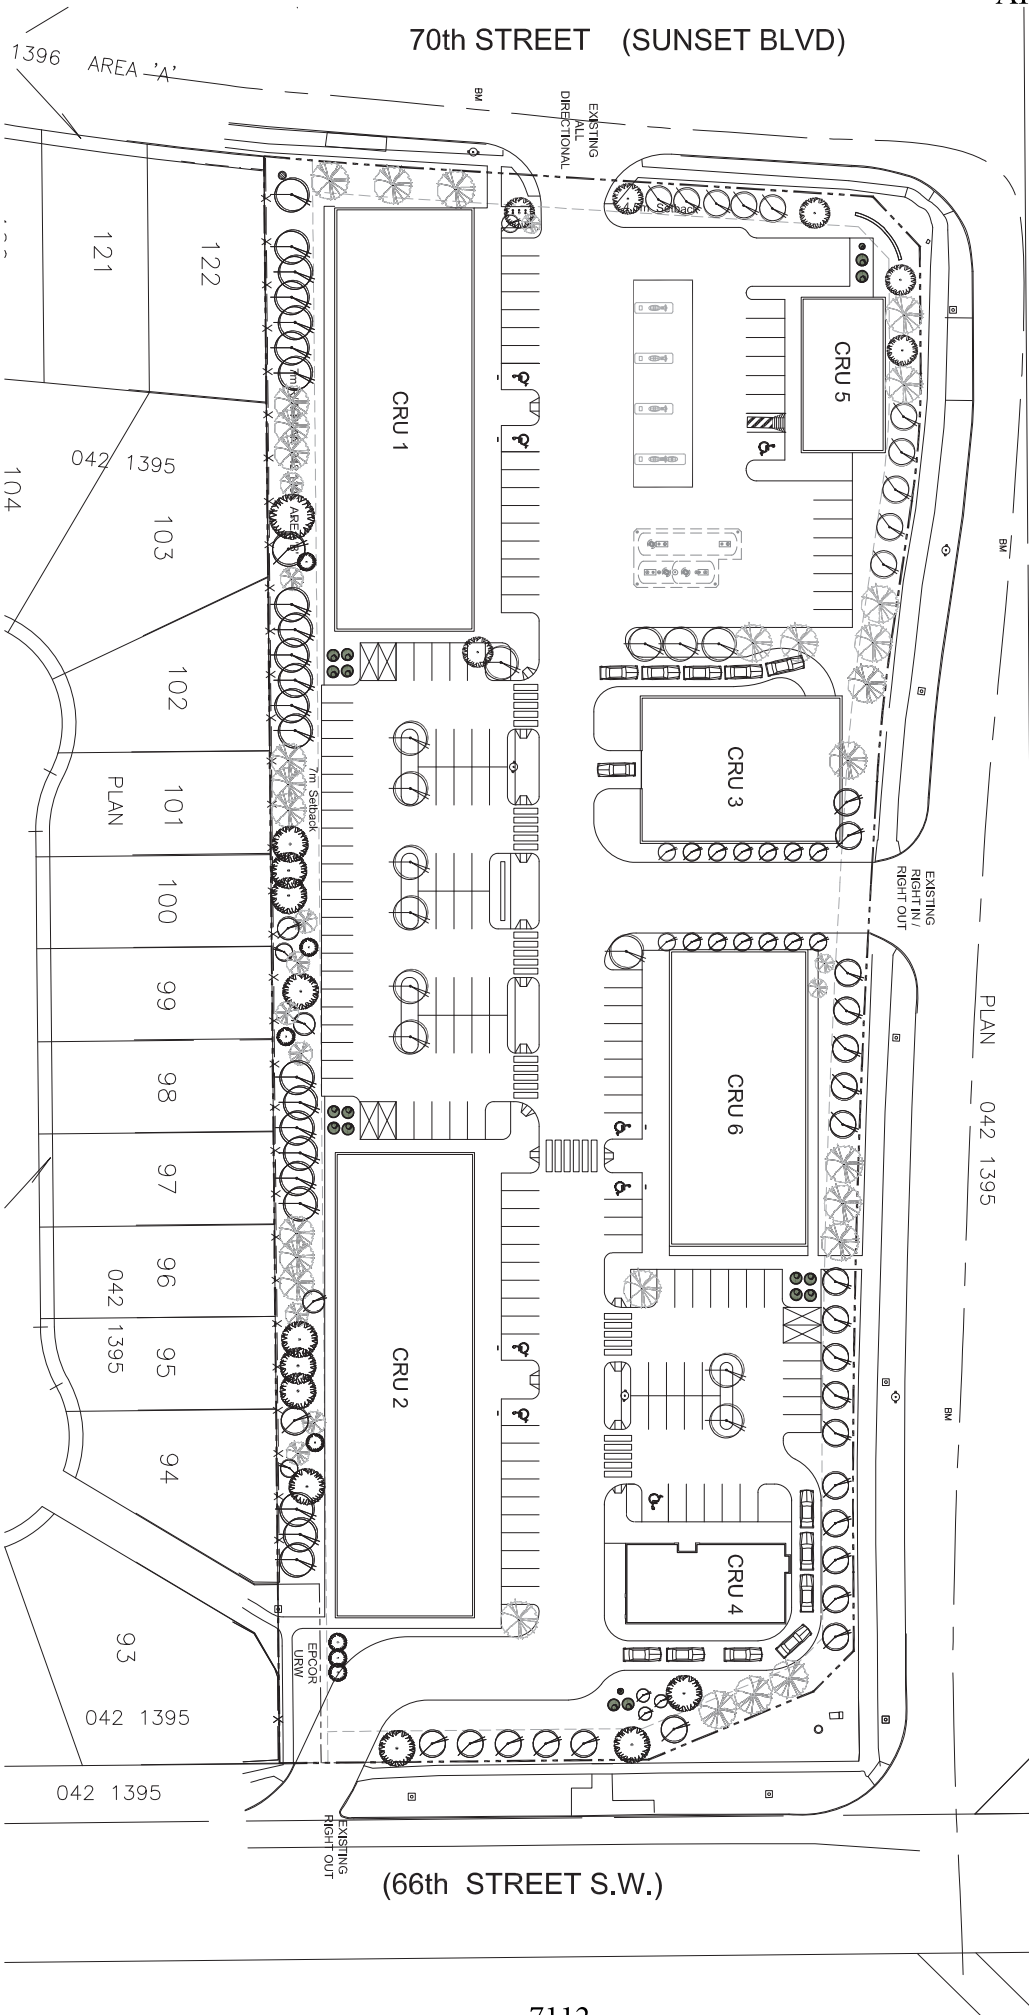 70th STREET (SUNSET BLVD)
1396 AREA 'A'
BM
EXISTING
ALL
DIRECTIONAL
121
122
Setback
CRU 1
CRU 5
042 1395
104
103
BM
102
101
PLAN
7m Setback
CRU 3
EXISTING
RIGHT IN /
RIGHT OUT
100
99
98
97
96
95
94
042 1395
PLAN 042 1395
CRU 6
CRU 2
BM
CRU 4
93
EPCOR
URW
042 1395
042 1395
EXISTING
RIGHT OUT
(66th STREET S.W.)